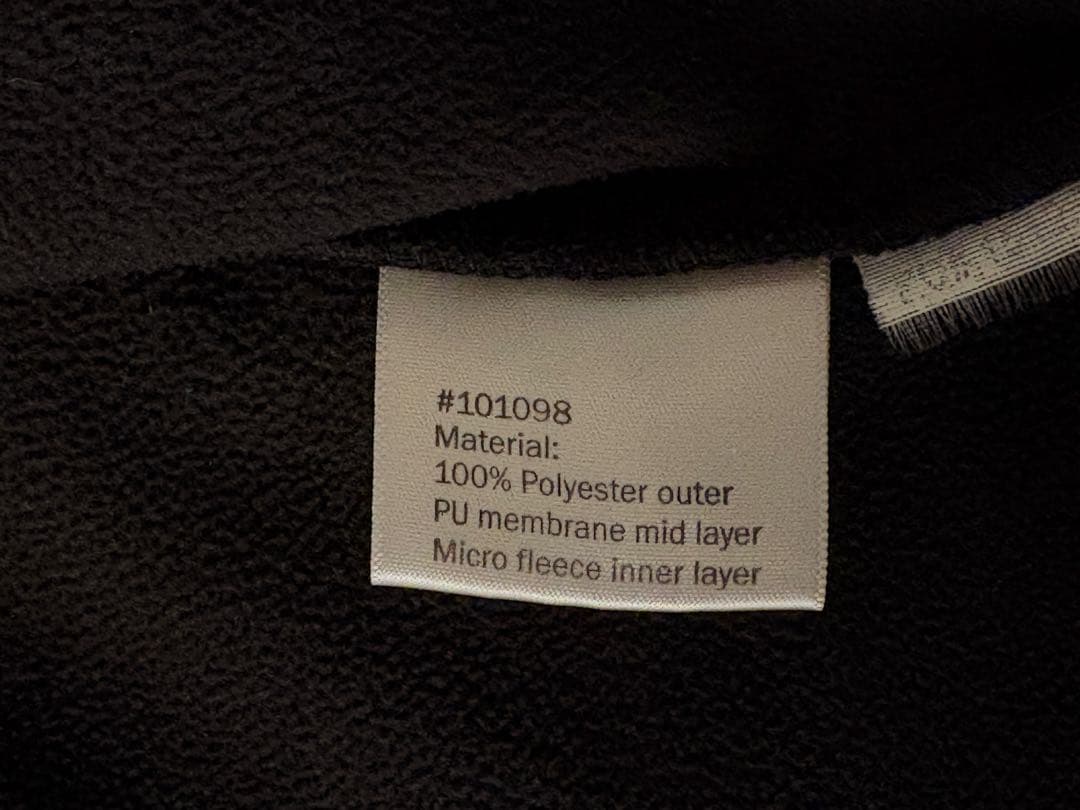 #101098
Material:
100% Polyester outer
PU membrane mid layer
Micro fleece inner layer